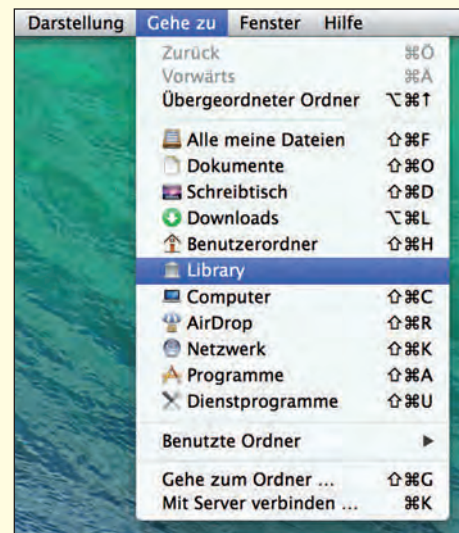 Darstellung Gehe zu Fenster Hilfe
Zurück ⌘Ö
Vorwärts ⌘Ä
Übergeordneter Ordner ⌥⌘↑
Alle meine Dateien ⇧⌘F
Dokumente ⇧⌘O
Schreibtisch ⇧⌘D
Downloads ⌥⌘L
Benutzerordner ⇧⌘H
Library
Computer ⇧⌘C
AirDrop ⇧⌘R
Netzwerk ⇧⌘K
Programme ⇧⌘A
Dienstprogramme ⇧⌘U
Benutzte Ordner ▶
Gehe zum Ordner ... ⇧⌘G
Mit Server verbinden ... ⌘K